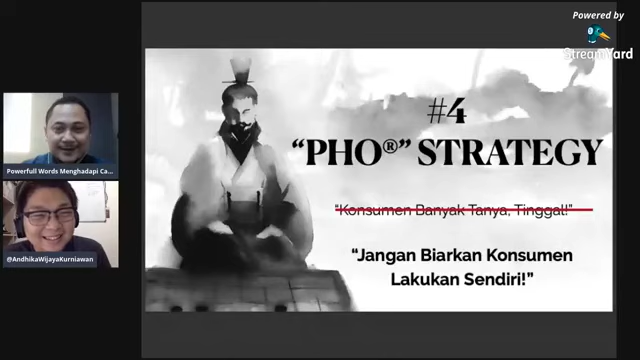 Powered by
StreamYard
#4
“PHO®” STRATEGY
“Konsumen Banyak Tanya, Tinggal!”
“Jangan Biarkan Konsumen
Lakukan Sendiri!”
Powerfull Words Menghadapi Ca...
@AndhikaWijayaKurniawan